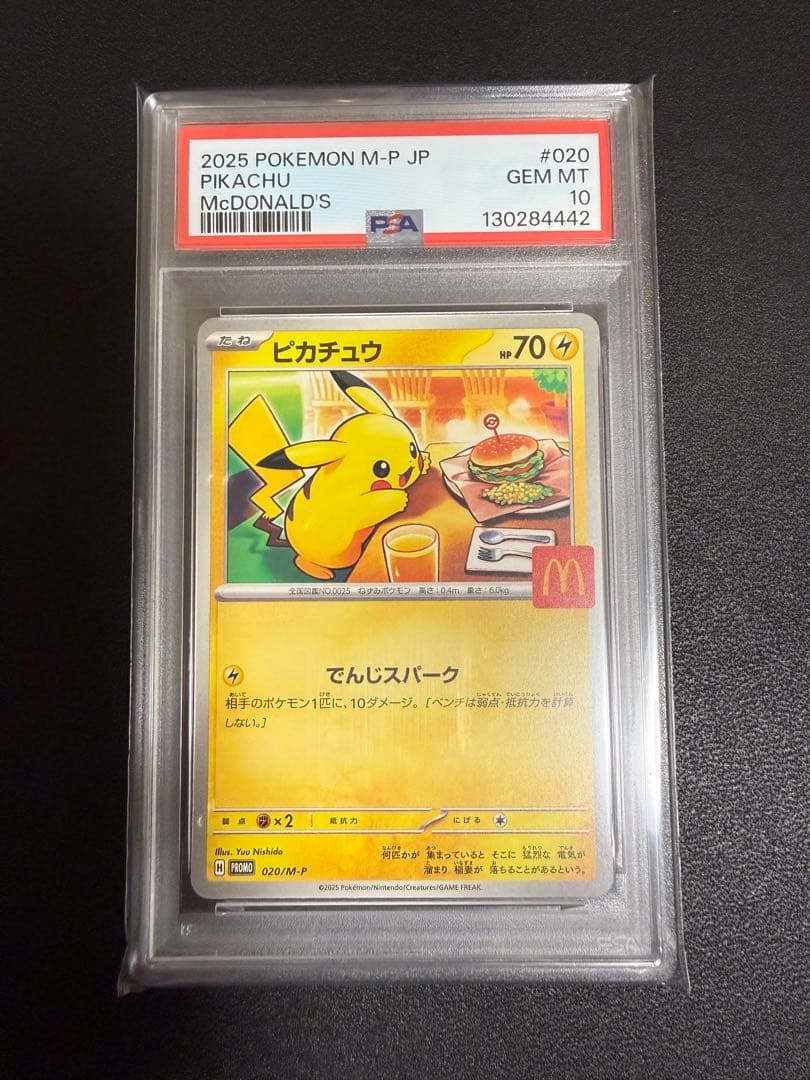 2025 POKEMON M-P JP #020
PIKACHU GEM MT
McDONALD'S 10
PSA 130284442
たね ピカチュウ HP 70
M
全国図鑑NO.0025 ねずみポケモン 高さ:0.4m 重さ:6.0kg
でんじスパーク
相手のポケモン1匹に、10ダメージ。[ベンチは弱点・抵抗力を計算
しない。]
弱点 ×2 抵抗力 にげる
Illus. Yuu Nishida
何匹かが 集まっていると そこに 猛烈な 電気が
溜まり 稲妻が 落ちることがあるという。
H PROMO 020/M-P
©2025 Pokémon/Nintendo/Creatures/GAME FREAK.
PSA